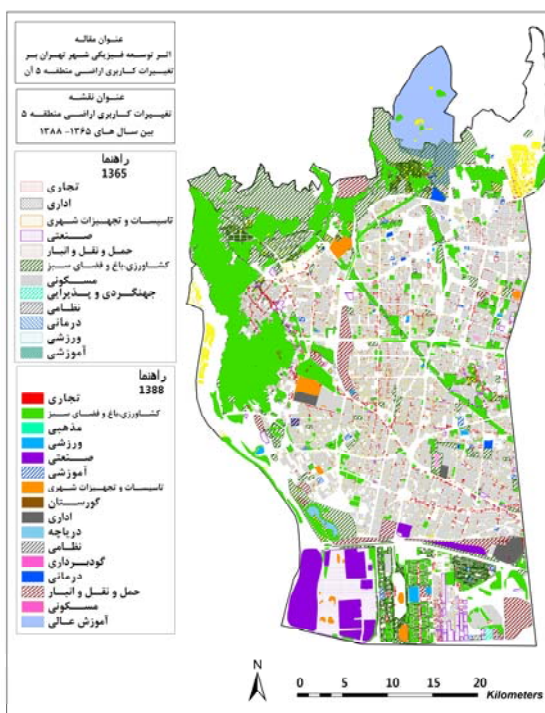 عنوان مقاله
اثر توسعه فیزیکی شهر تهران بر
تغییرات کاربری اراضی منطقه ۵ آن
عنوان نقشه
تغییرات کاربری اراضی منطقه ۵
بین سال های ۱۳۶۵- ۱۳۸۸
راهنما
1365
تجاری
اداری
تاسیسات و تجهیزات شهری
صنعتی
حمل و نقل و انبار
کشاورزی،باغ و فضای سبز
مسکونی
جهنگردی و پذیرایی
نظامی
درمانی
ورزشی
آموزشی
راهنما
1388
تجاری
کشاورزی،باغ و فضای سبز
مذهبی
ورزشی
صنعتی
آموزشی
تاسیسات و تجهیزات شهری
گورستان
اداری
دریاچه
نظامی
گودبرداری
درمانی
حمل و نقل و انبار
مسکونی
آموزش عالی
N
0 5 10 15 20
Kilometers